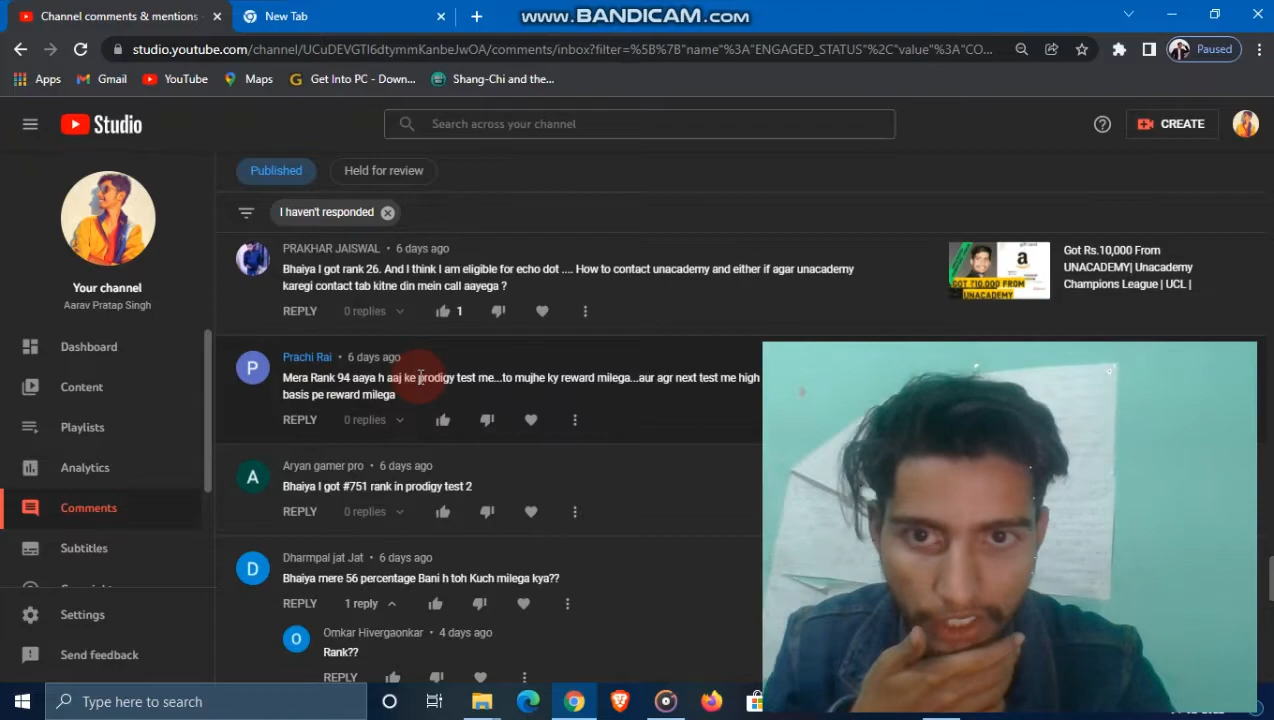 Channel comments & mentions
New Tab
www.BANDICAM.com
studio.youtube.com/channel/UCuDEVGTI6dtymmKanbeJwOA/comments/inbox?filter=%5B%7B"name"%3A"ENGAGED_STATUS"%2C"value"%3A"CO...
Paused
Apps
Gmail
YouTube
Maps
Get Into PC - Down...
Shang-Chi and the...
Studio
Search across your channel
CREATE
Published
Held for review
I haven't responded
Your channel
Aarav Pratap Singh
Dashboard
Content
Playlists
Analytics
Comments
Subtitles
Settings
Send feedback
PRAKHAR JAISWAL • 6 days ago
Bhaiya I got rank 26. And I think I am eligible for echo dot .... How to contact unacademy and either if agar unacademy
karegi contact tab kitne din mein call aayega ?
REPLY 0 replies 1
GOT ₹10,000 FROM
UNACADEMY
Got Rs.10,000 From
UNACADEMY| Unacademy
Champions League | UCL |
Prachi Rai • 6 days ago
Mera Rank 94 aaya h aaj ke prodigy test me...to mujhe ky reward milega...aur agr next test me high
basis pe reward milega
REPLY 0 replies
Aryan gamer pro • 6 days ago
Bhaiya I got #751 rank in prodigy test 2
REPLY 0 replies
Dharmpal jat Jat • 6 days ago
Bhaiya mere 56 percentage Bani h toh Kuch milega kya??
REPLY 1 reply
Omkar Hivergaonkar • 4 days ago
Rank??
REPLY
Type here to search